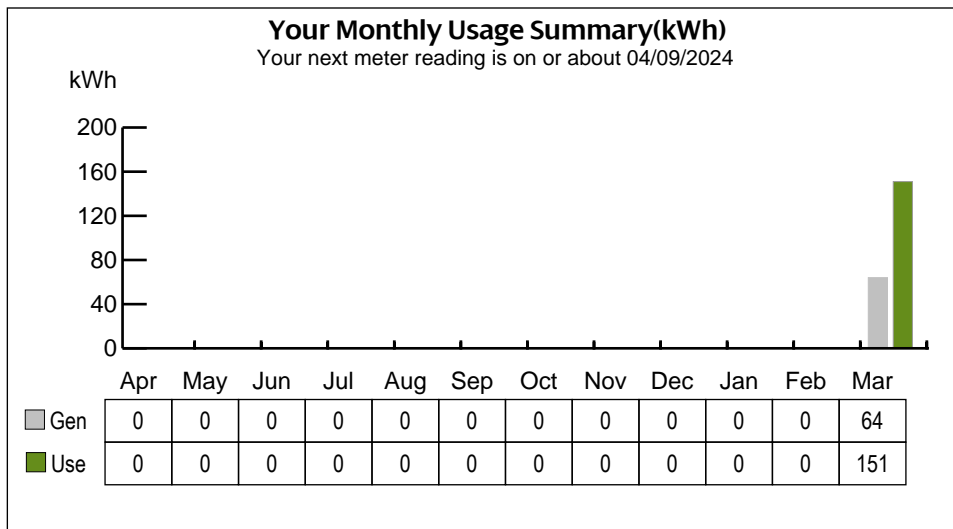 Your Monthly Usage Summary(kWh)
Your next meter reading is on or about 04/09/2024
kWh
200
160
120
80
40
0
Apr May Jun Jul Aug Sep Oct Nov Dec Jan Feb Mar
Gen 0 0 0 0 0 0 0 0 0 0 0 64
Use 0 0 0 0 0 0 0 0 0 0 0 151